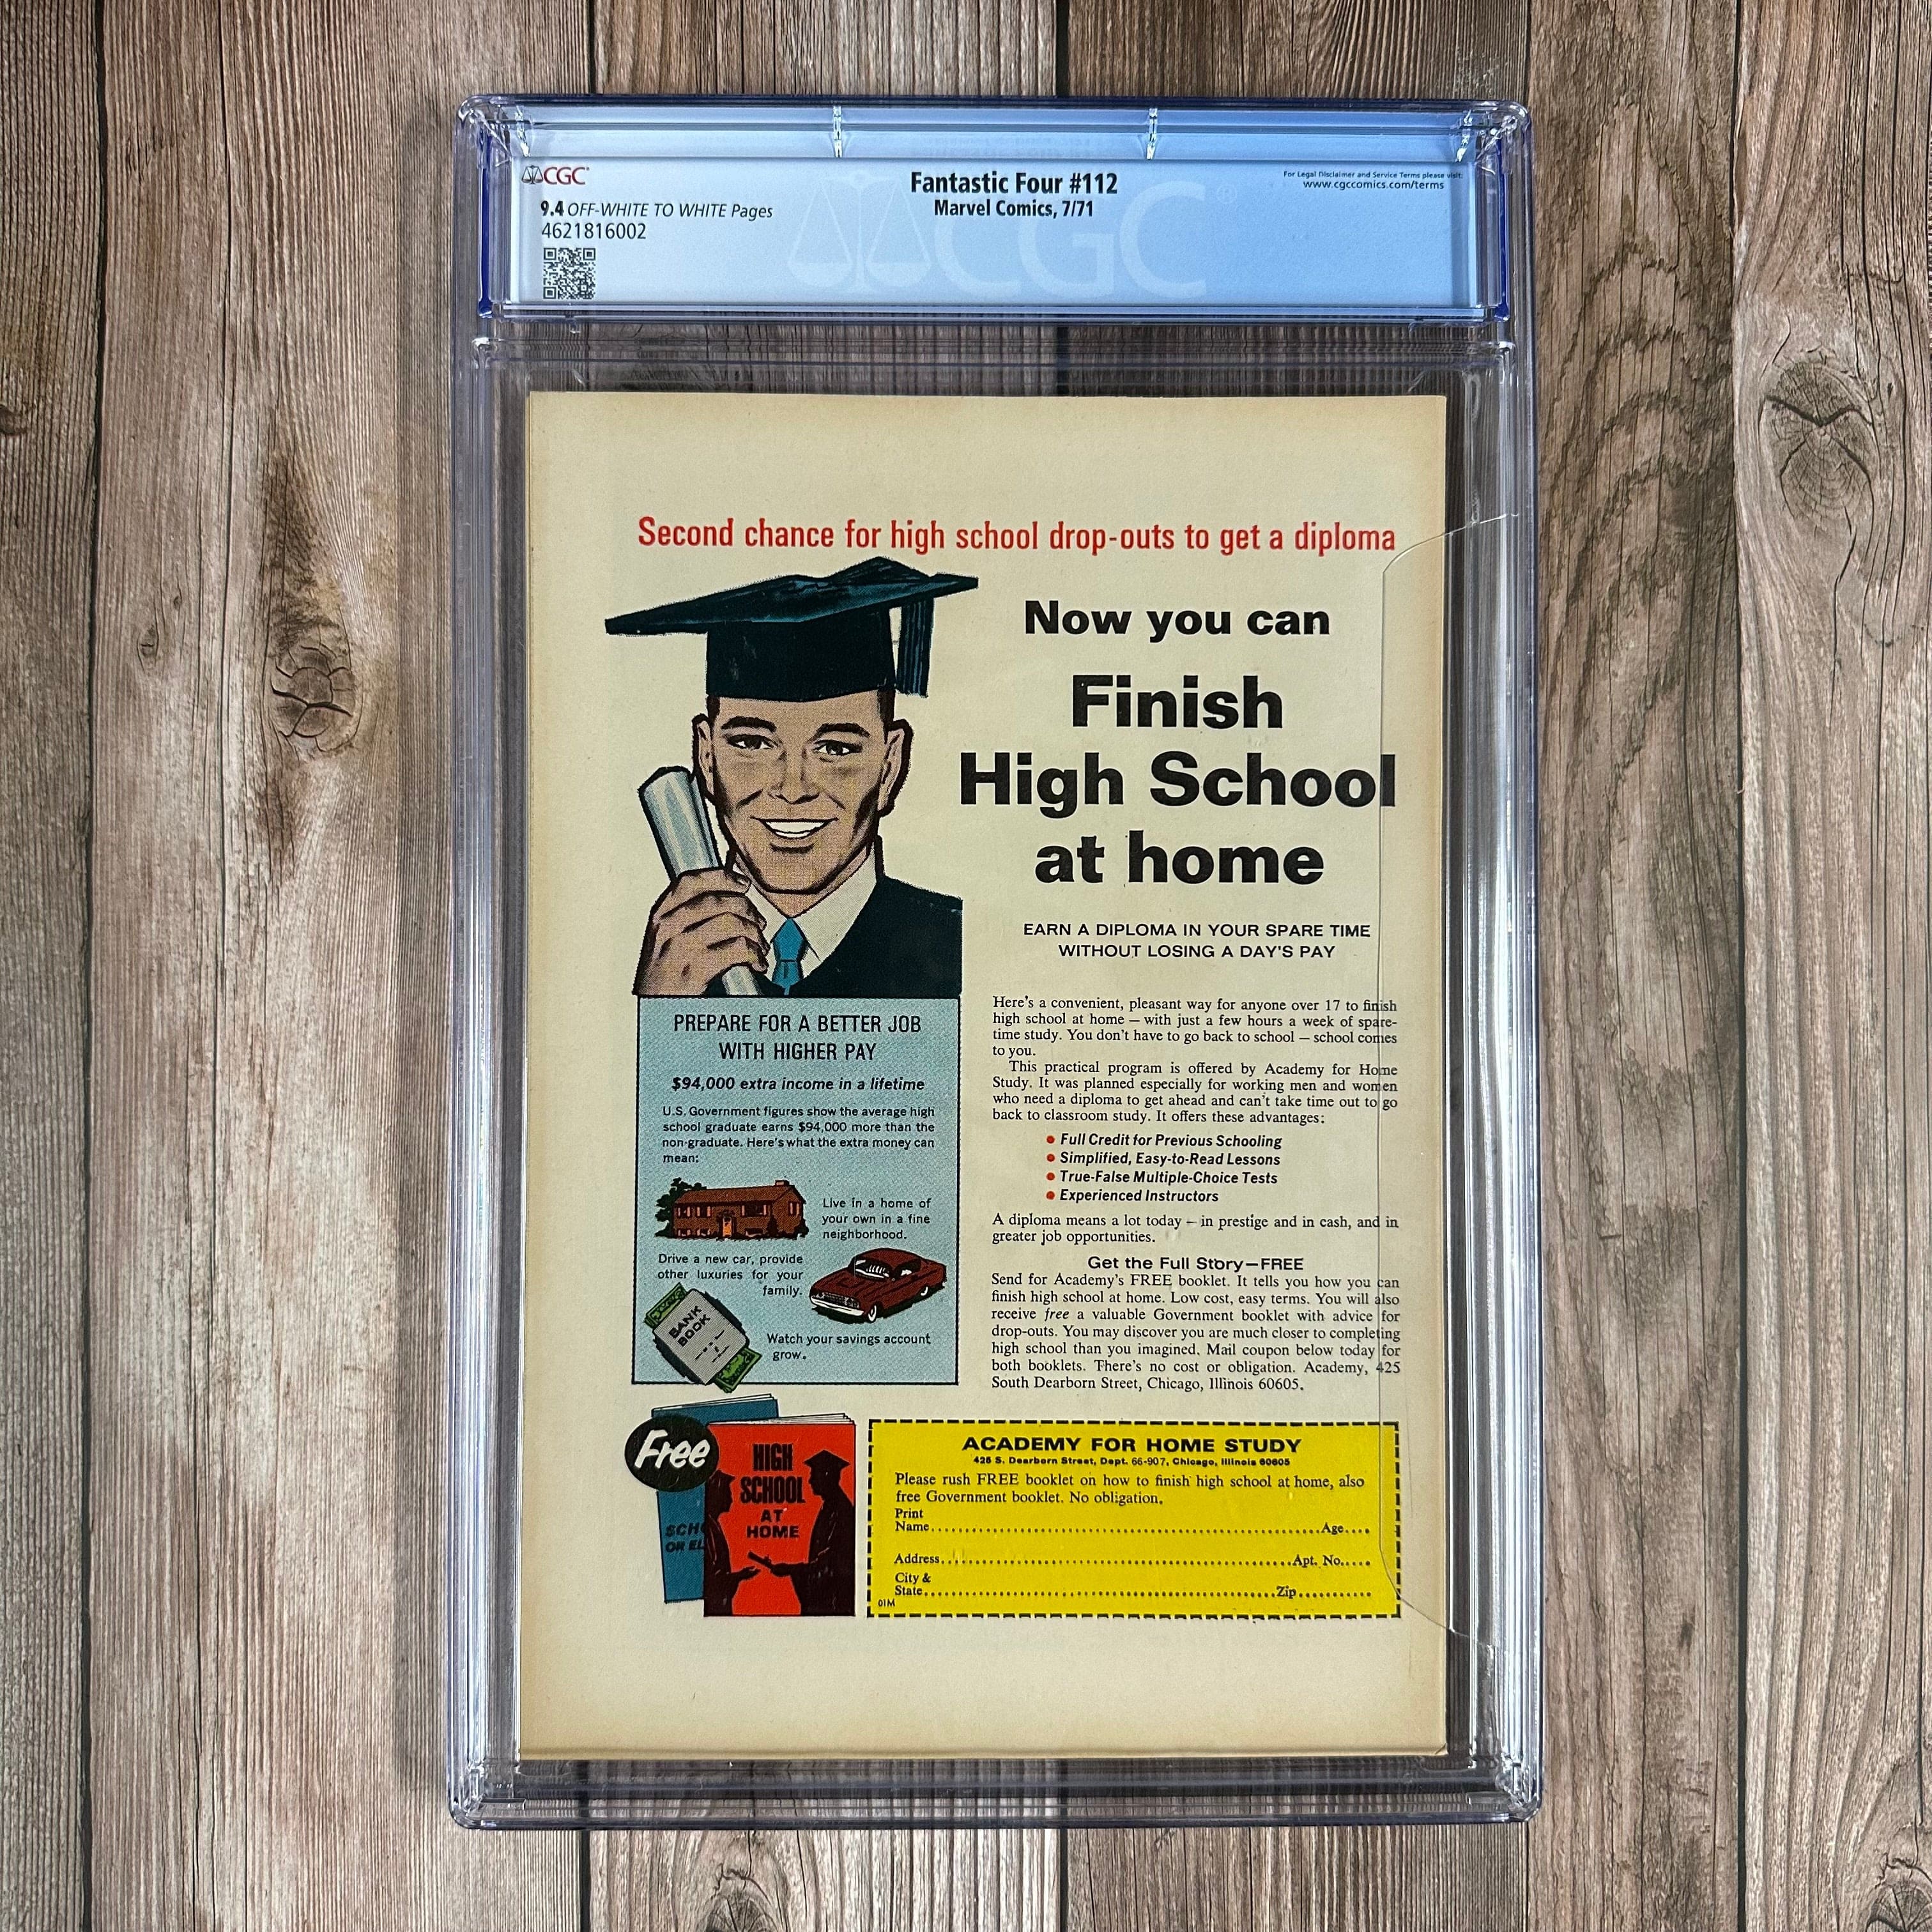 CGC
Fantastic Four #112
For Legal Disclaimer and Service Terms please visit:
www.cgccomics.com/terms
9.4 OFF-WHITE TO WHITE Pages
Marvel Comics, 7/71
4621816002
CGC
Second chance for high school drop-outs to get a diploma
Now you can
Finish
High School
at home
EARN A DIPLOMA IN YOUR SPARE TIME
WITHOUT LOSING A DAY'S PAY
PREPARE FOR A BETTER JOB
WITH HIGHER PAY
$94,000 extra income in a lifetime
U.S. Government figures show the average high
school graduate earns $94,000 more than the
non-graduate. Here's what the extra money can
mean:
Live in a home of
your own in a fine
neighborhood.
Drive a new car, provide
other luxuries for your
family.
BANK
BOOK
Watch your savings account
grow.
Here's a convenient, pleasant way for anyone over 17 to finish
high school at home — with just a few hours a week of spare-
time study. You don't have to go back to school — school comes
to you.
This practical program is offered by Academy for Home
Study. It was planned especially for working men and women
who need a diploma to get ahead and can't take time out to go
back to classroom study. It offers these advantages:
• Full Credit for Previous Schooling
• Simplified, Easy-to-Read Lessons
• True-False Multiple-Choice Tests
• Experienced Instructors
A diploma means a lot today — in prestige and in cash, and in
greater job opportunities.
Get the Full Story—FREE
Send for Academy's FREE booklet. It tells you how you can
finish high school at home. Low cost, easy terms. You will also
receive free a valuable Government booklet with advice for
drop-outs. You may discover you are much closer to completing
high school than you imagined. Mail coupon below today for
both booklets. There's no cost or obligation. Academy, 425
South Dearborn Street, Chicago, Illinois 60605.
Free
HIGH
SCHOOL
AT
HOME
SCHO
OR EL
ACADEMY FOR HOME STUDY
425 S. Dearborn Street, Dept. 66-907, Chicago, Illinois 60605
Please rush FREE booklet on how to finish high school at home, also
free Government booklet. No obligation.
Print
Name....................Age....
Address....................Apt. No.....
City &
State....................Zip..........
01M